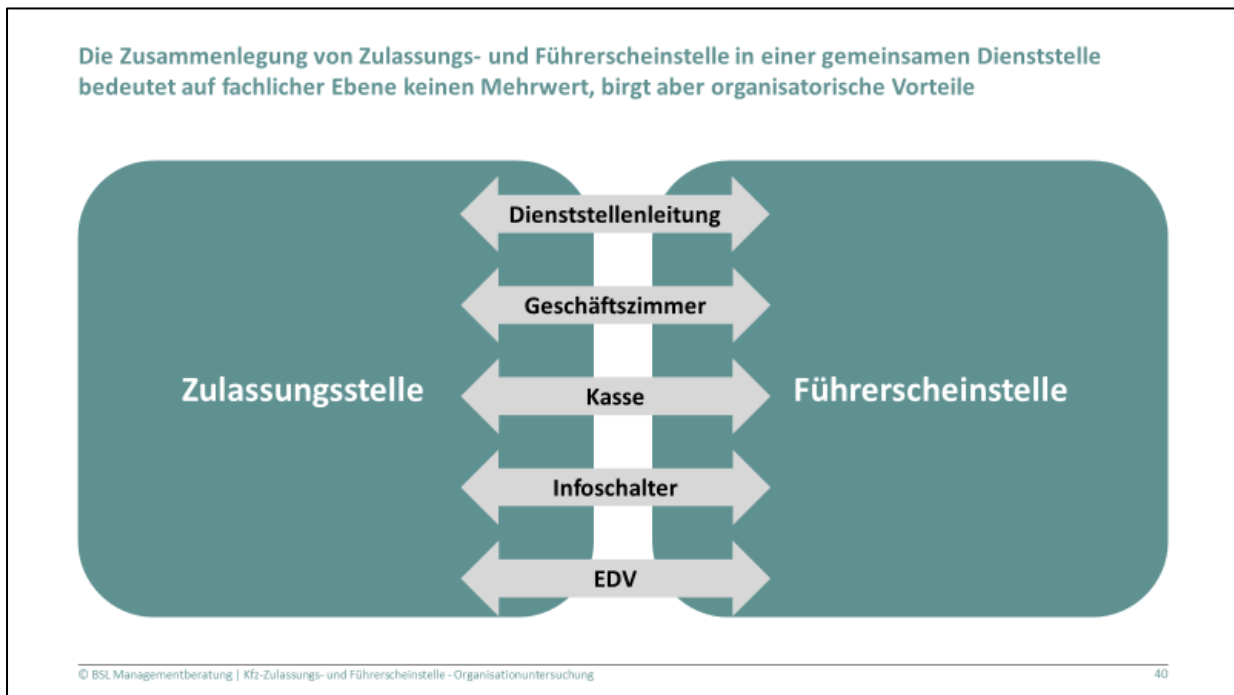 Die Zusammenlegung von Zulassungs- und Führerscheinstelle in einer gemeinsamen Dienststelle
bedeutet auf fachlicher Ebene keinen Mehrwert, birgt aber organisatorische Vorteile
Dienststellenleitung
Geschäftszimmer
Zulassungsstelle
Kasse
Führerscheinstelle
Infoschalter
EDV
© BSL Managementberatung | Kfz-Zulassungs- und Führerscheinstelle - Organisationuntersuchung
40